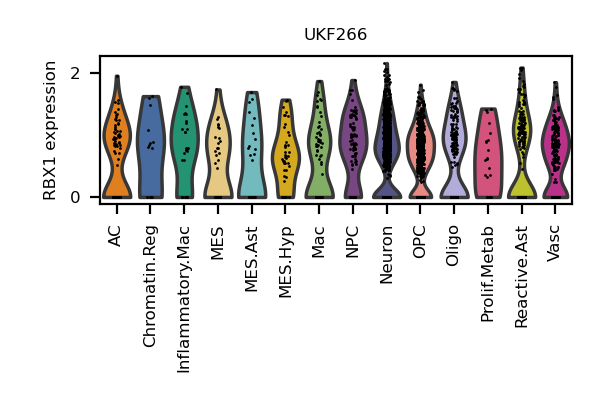 UKF266
RBX1 expression
2
0
AC
Chromatin.Reg
Inflammatory.Mac
MES
MES.Ast
MES.Hyp
Mac
NPC
Neuron
OPC
Oligo
Prolif.Metab
Reactive.Ast
Vasc